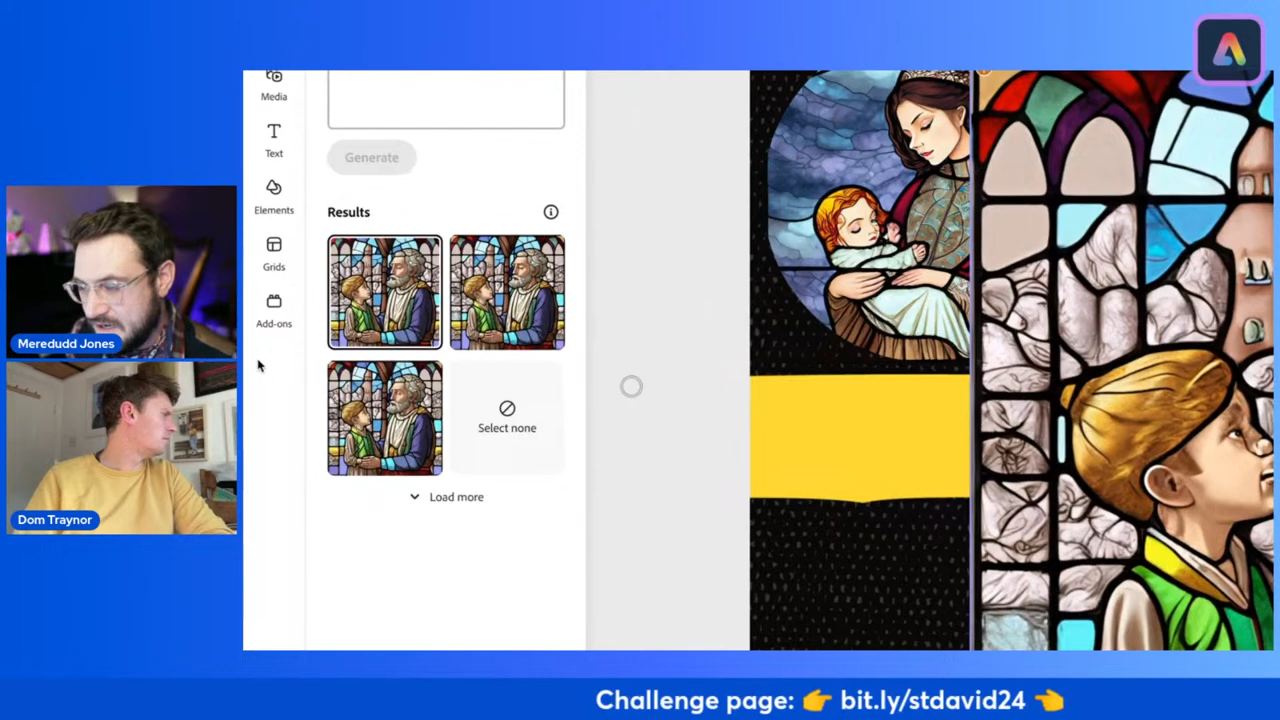 Media
Text
Elements
Grids
Add-ons
Generate
Results
Select none
Load more
Meredudd Jones
Dom Traynor
Challenge page: 👉 bit.ly/stdavid24 👈